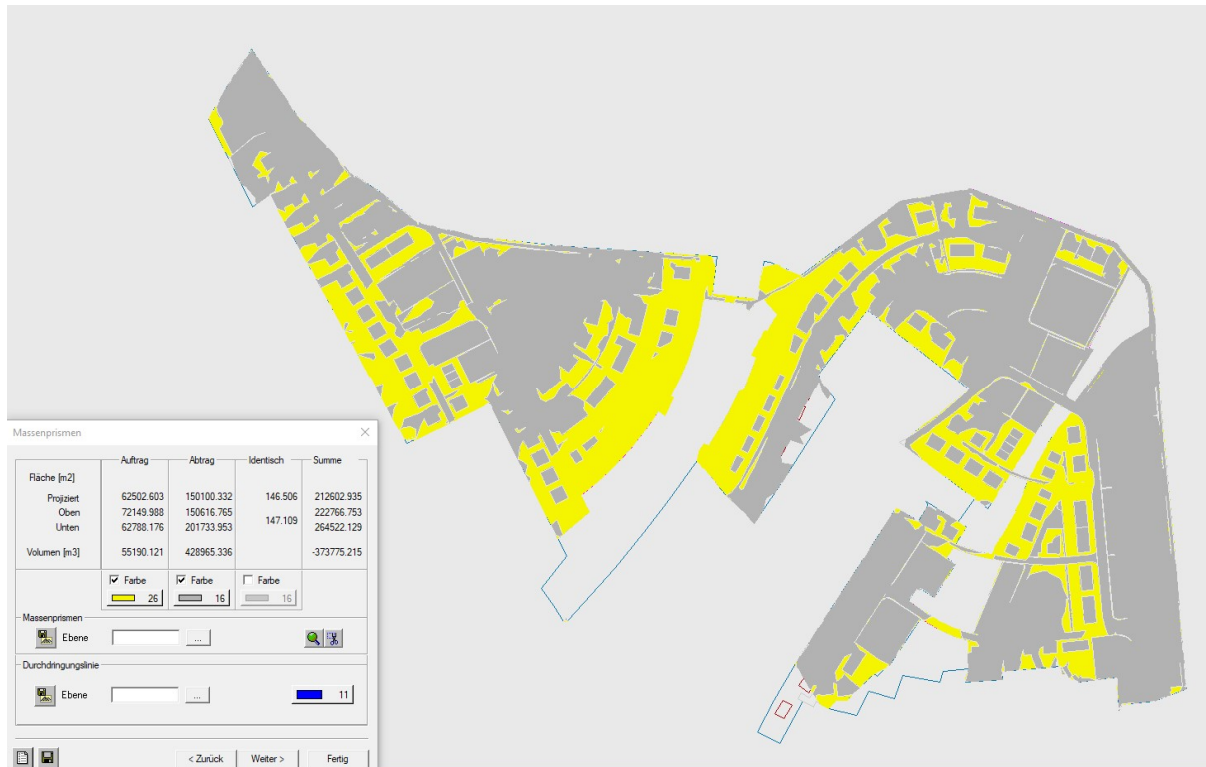 Massenprismen
Auftrag Abtrag Identisch Summe
Fläche [m2]
Projiziert 62502.603 150100.332 146.506 212602.935
Oben 72149.988 150616.765 222766.753
147.109
Unten 62788.176 201733.953 264522.129
Volumen [m3] 55190.121 428965.336 -373775.215
Farbe Farbe Farbe
26 16 16
Massenprismen
Ebene ...
Durchdringungslinie
Ebene ... 11
< Zurück Weiter > Fertig